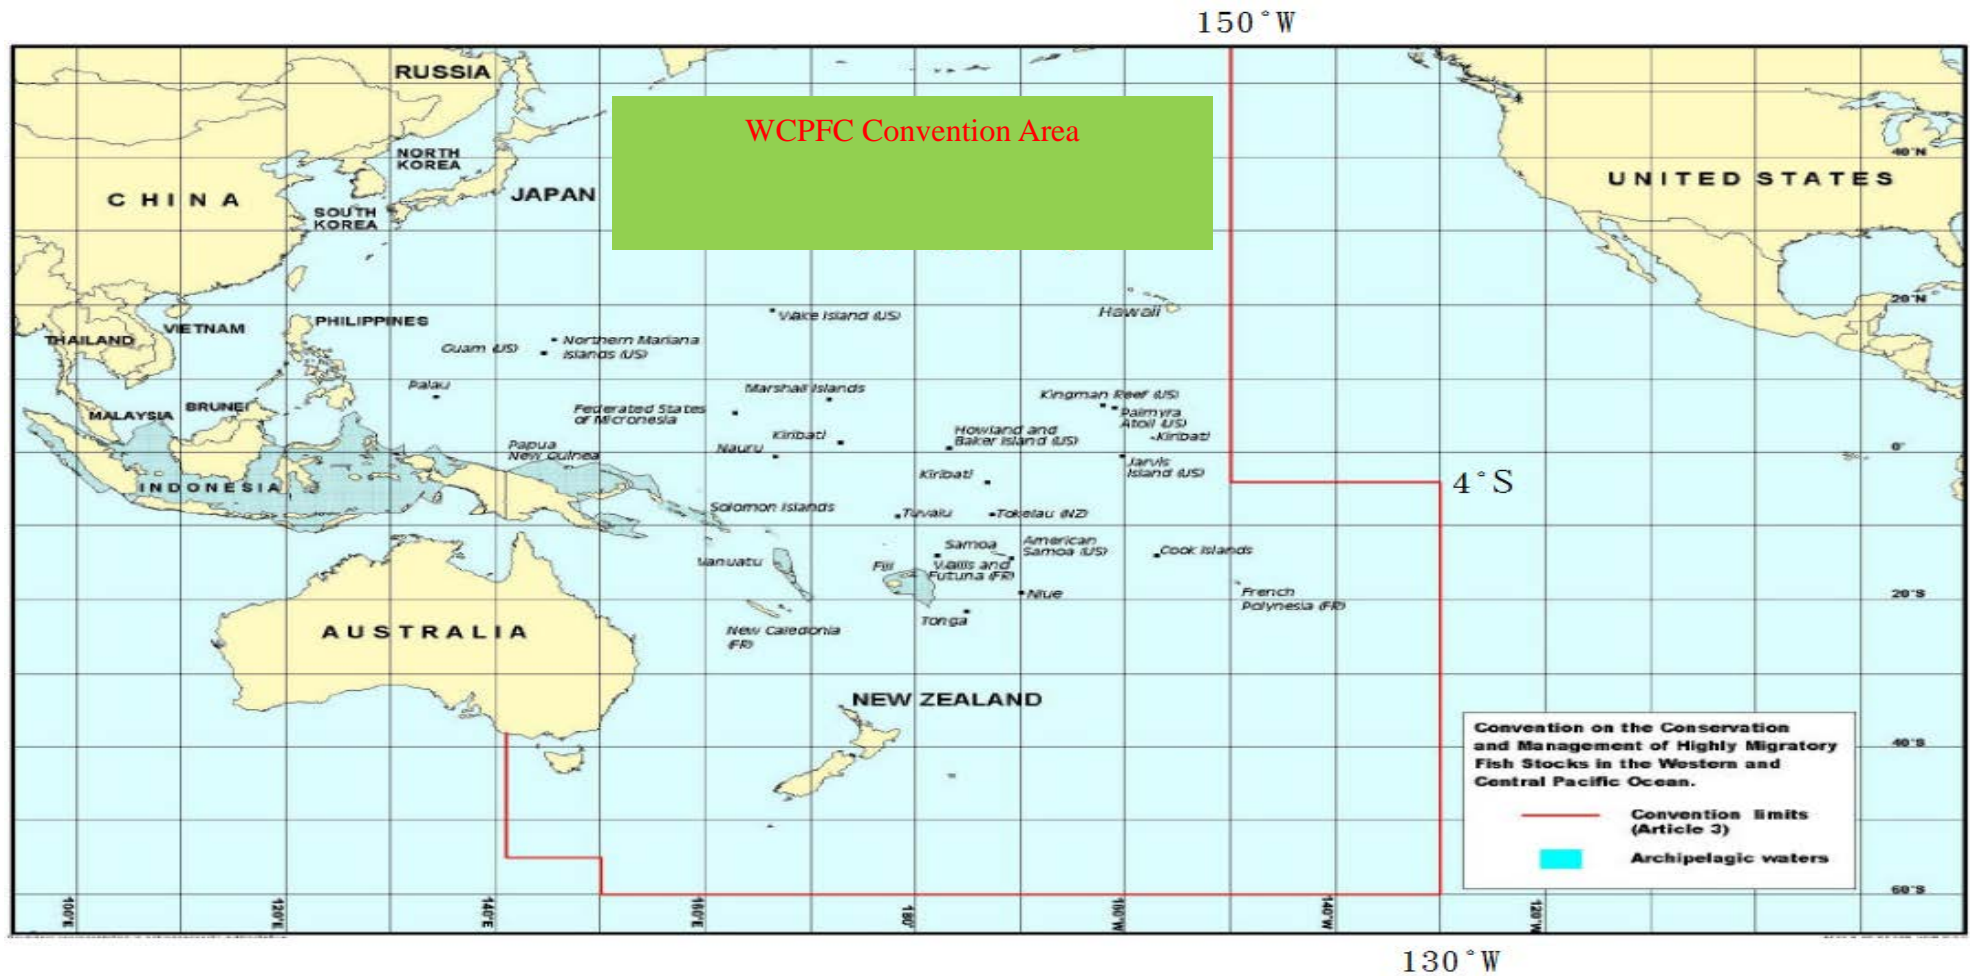 150°W
RUSSIA
WCPFC Convention Area
NORTH
KOREA
40°N
CHINA
JAPAN
UNITED STATES
SOUTH
KOREA
20°N
Hawaii
Wake Island (US)
PHILIPPINES
VIETNAM
THAILAND
Northern Mariana
Islands (US)
Guam (US)
Palau
Marshall Islands
Kingman Reef (US)
MALAYSIA
BRUNEI
Federated States
of Micronesia
Palmyra
Atoll (US)
Kiribati
Howland and
Baker Island (US)
Kiribati
Nauru
Papua
New Guinea
0°
Jarvis
Island (US)
Kiribati
INDONESIA
4°S
Solomon Islands
Tuvalu
Tokelau (NZ)
Samoa
American
Samoa (US)
Cook Islands
Vanuatu
Fiji
Wallis and
Futuna (FR)
Niue
French
Polynesia (FR)
20°S
Tonga
New Caledonia
(FR)
AUSTRALIA
NEW ZEALAND
Convention on the Conservation
and Management of Highly Migratory
Fish Stocks in the Western and
Central Pacific Ocean.
40°S
Convention limits
(Article 3)
Archipelagic waters
60°S
100°E
120°E
140°E
160°E
180°
160°W
140°W
120°W
130°W